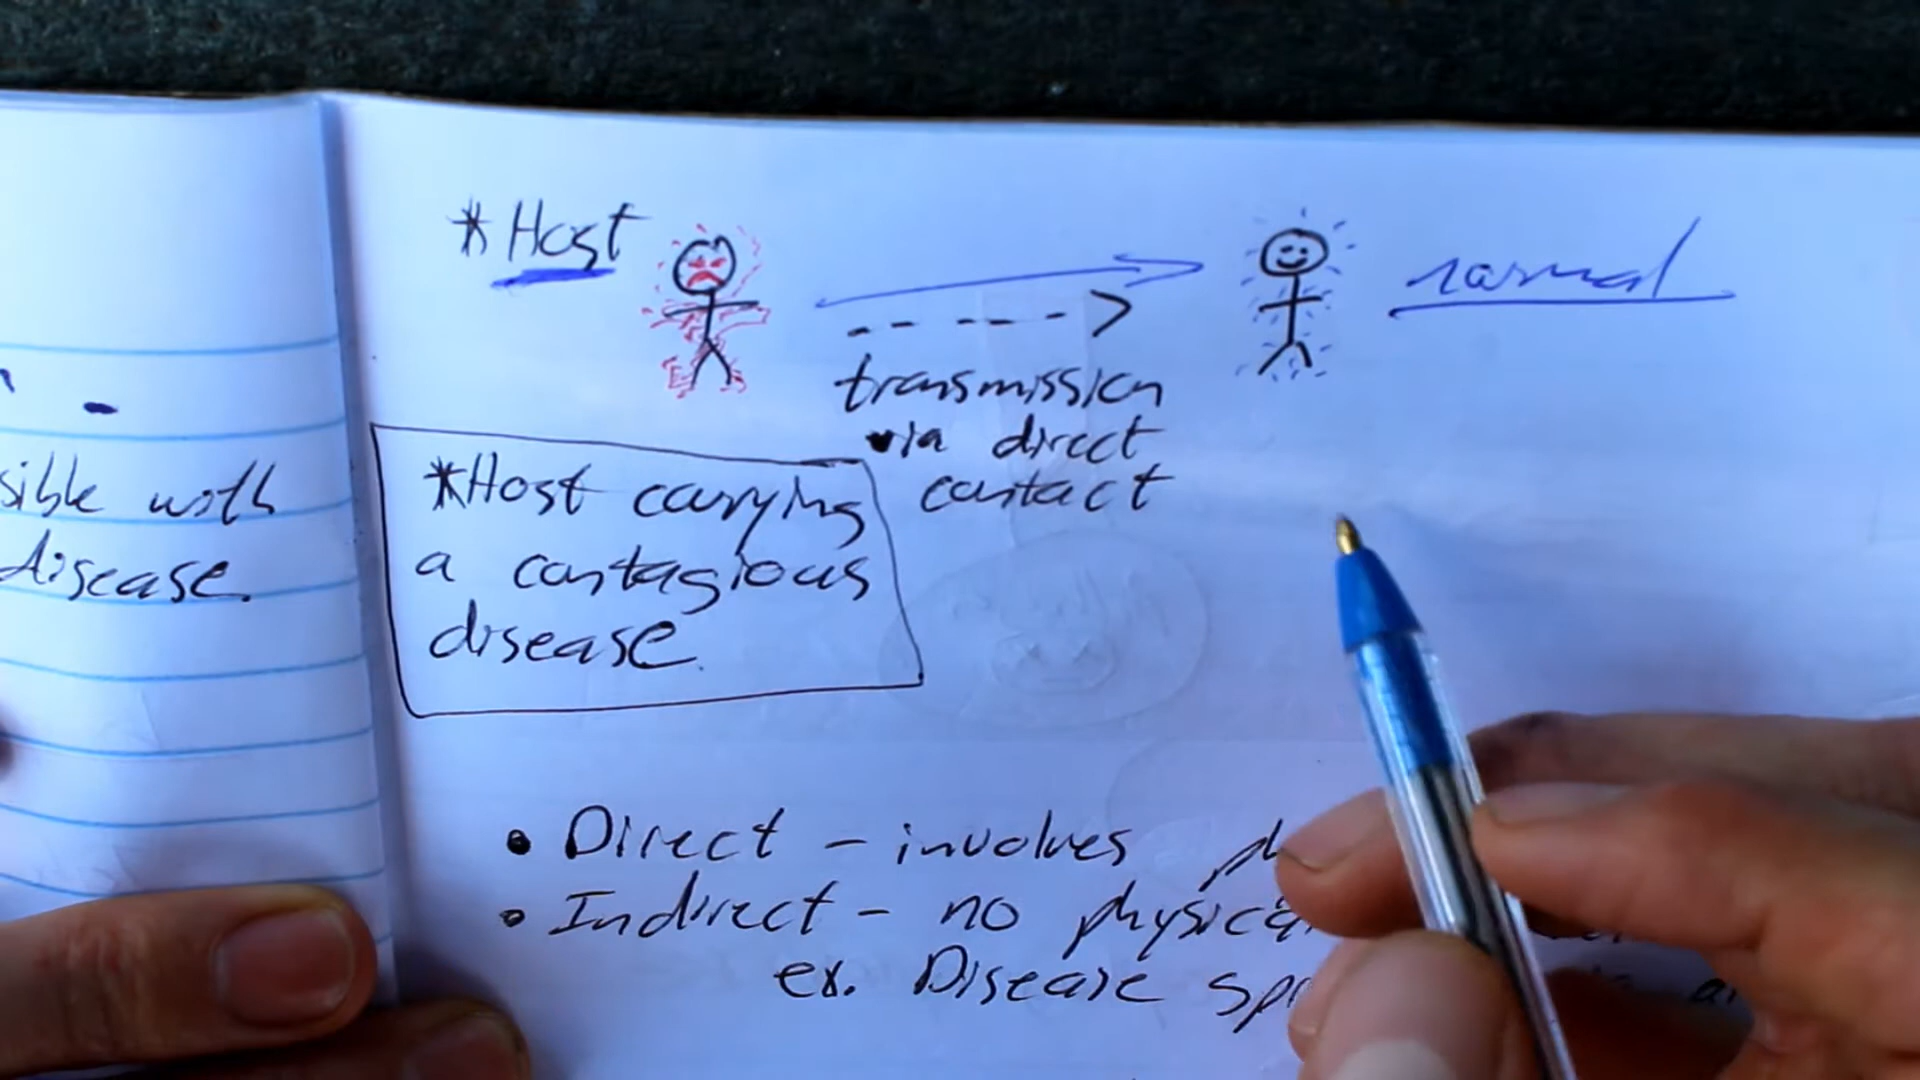 *Host
normal
transmission
via direct
contact
*Host carrying
a contagious
disease.
sible with
disease.
• Direct - involves
• Indirect - no
ex. Disease